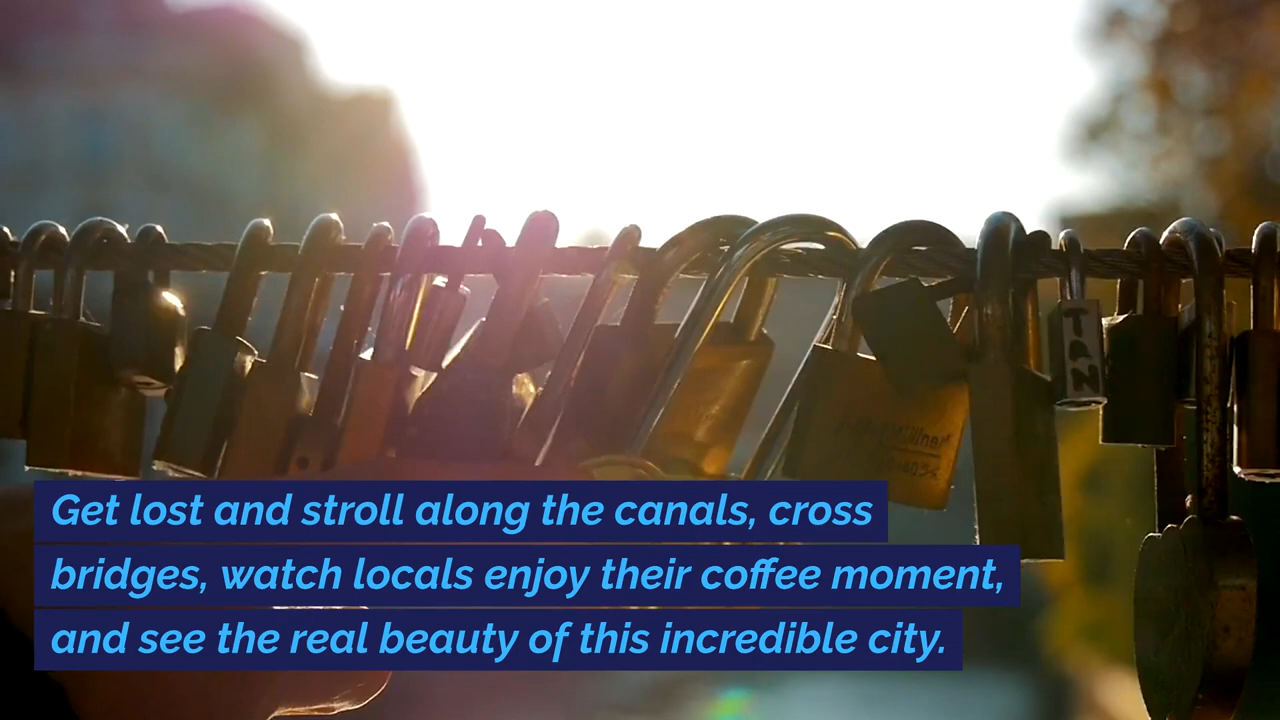 TAN
Get lost and stroll along the canals, cross
bridges, watch locals enjoy their coffee moment,
and see the real beauty of this incredible city.